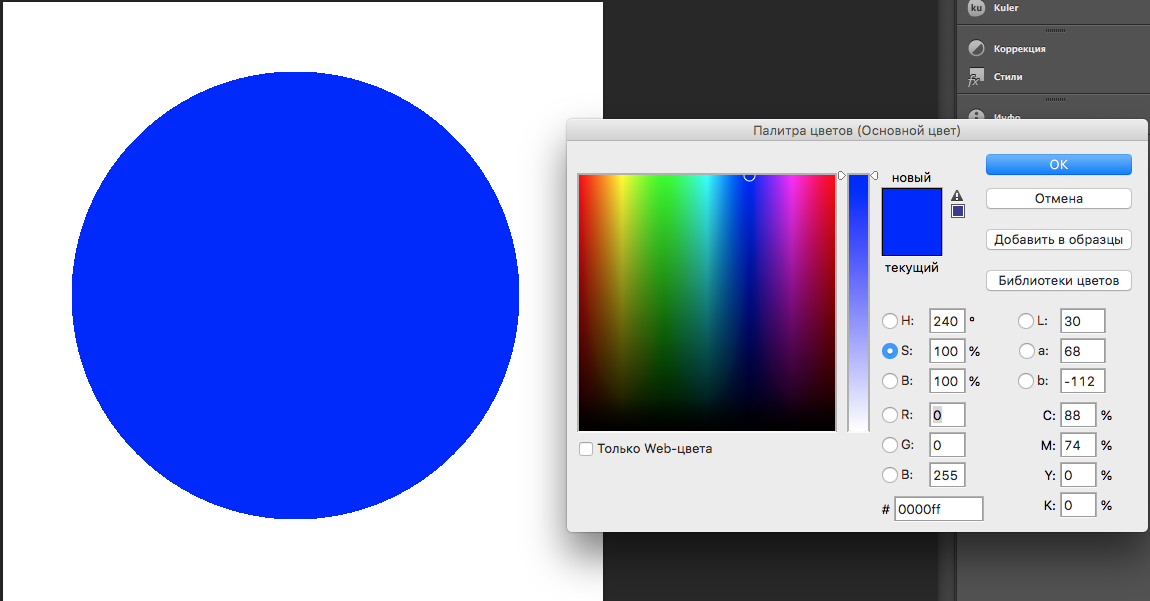 ku Kuler
Коррекция
fx Стили
Инфо
Палитра цветов (Основной цвет)
новый
текущий
OK
Отмена
Добавить в образцы
Библиотеки цветов
H: 240 °
S: 100 %
B: 100 %
R: 0
G: 0
B: 255
# 0000ff
L: 30
a: 68
b: -112
C: 88 %
M: 74 %
Y: 0 %
K: 0 %
Только Web-цвета